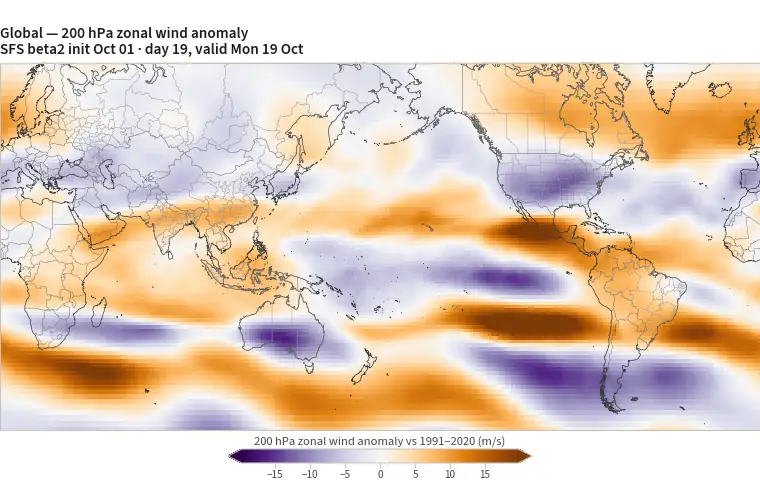 Global — 200 hPa zonal wind anomaly
SFS beta2 init Oct 01 · day 19, valid Mon 19 Oct
200 hPa zonal wind anomaly vs 1991–2020 (m/s)
−15 −10 −5 0 5 10 15